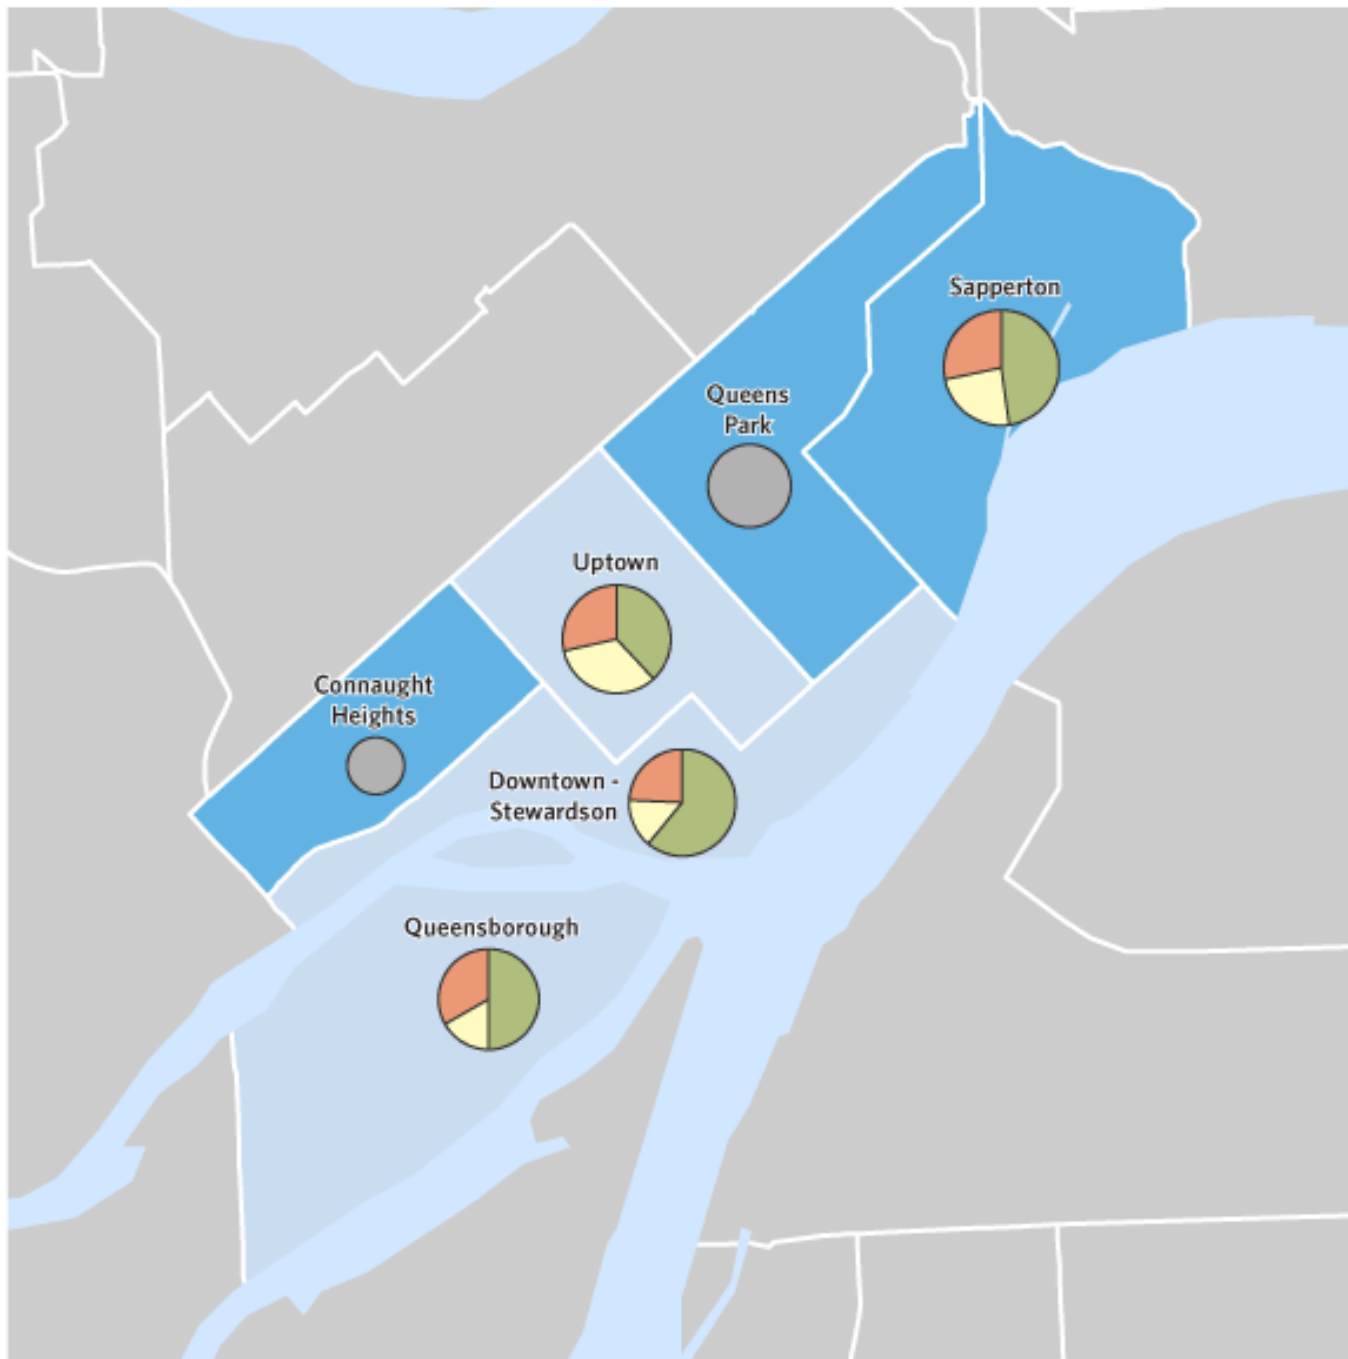 Sapperton
Queens
Park
Uptown
Connaught
Heights
Downtown -
Stewardson
Queensborough